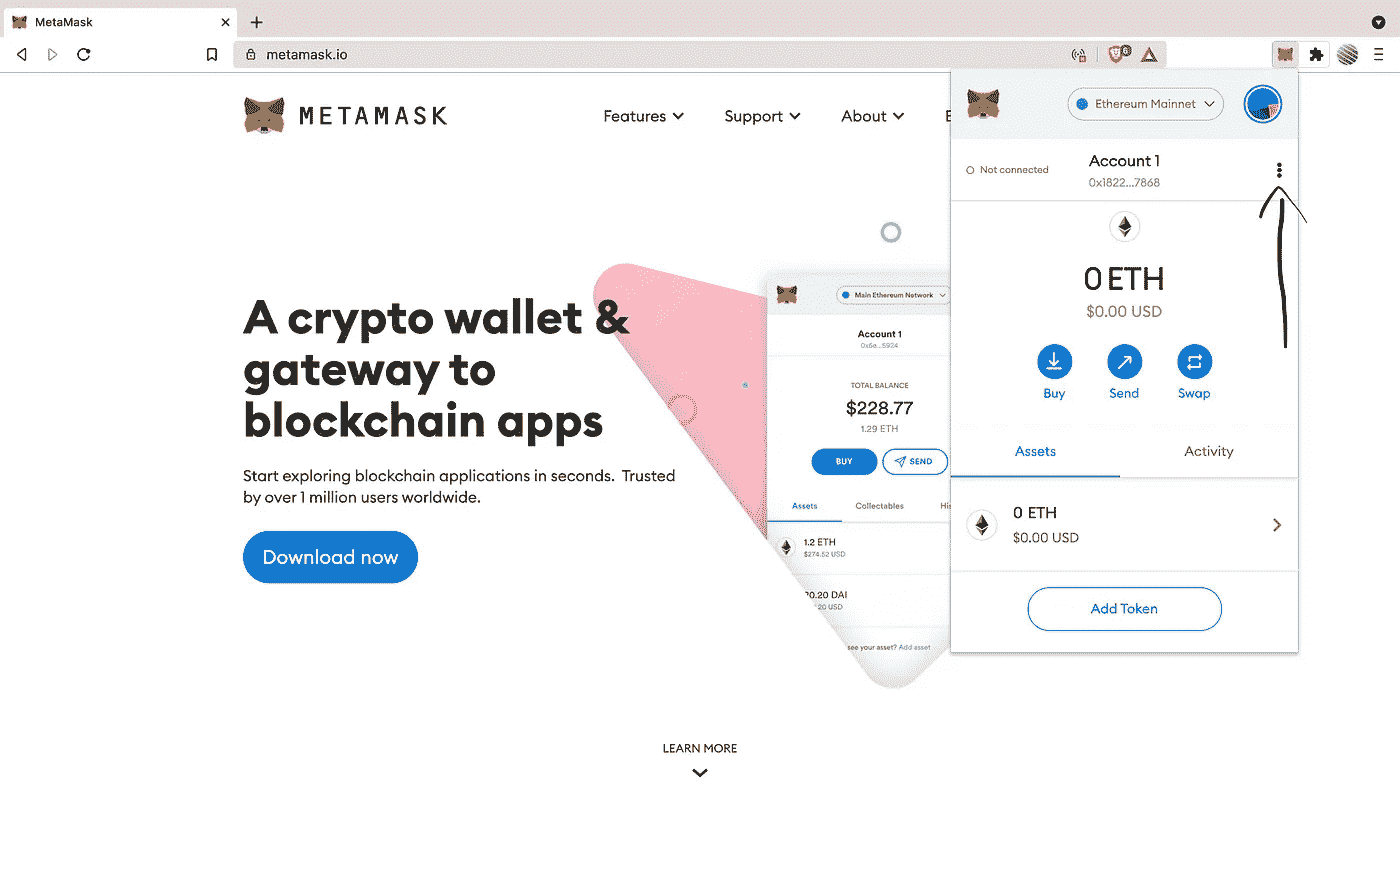 MetaMask
metamask.io
6
METAMASK
Features
Support
About
A crypto wallet &
gateway to
blockchain apps
Start exploring blockchain applications in seconds. Trusted
by over 1 million users worldwide.
Download now
Main Ethereum Network
Account 1
0x6e...5924
TOTAL BALANCE
$228.77
1.29 ETH
BUY
SEND
Assets
Collectables
1.2 ETH
$274.52 USD
0.20 DAI
.20 USD
see your asset? Add asset
Ethereum Mainnet
Not connected
Account 1
0x1822...7868
0 ETH
$0.00 USD
Buy
Send
Swap
Assets
Activity
0 ETH
$0.00 USD
Add Token
LEARN MORE